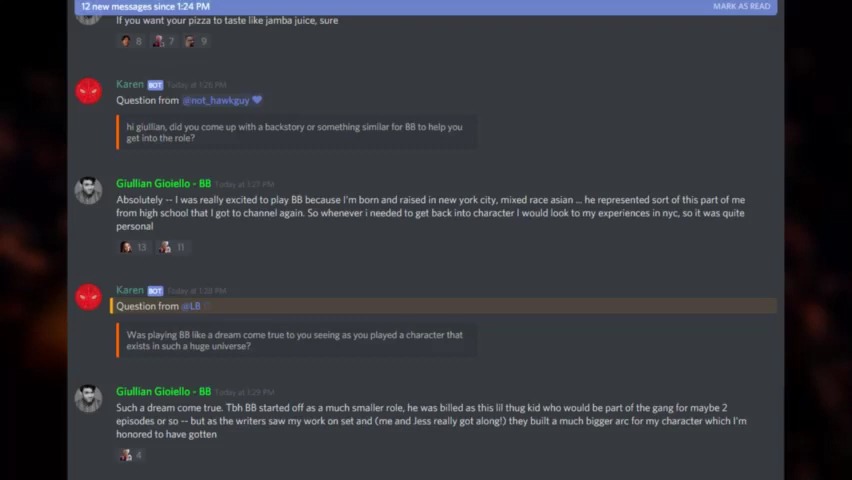 12 new messages since 1:24 PM MARK AS READ
If you want your pizza to taste like jamba juice, sure
8 7 9
Karen BOT Today at 1:26 PM
Question from @not_hawkguy
hi giullian, did you come up with a backstory or something similar for BB to help you
get into the role?
Giullian Gioiello - BB Today at 1:27 PM
Absolutely -- I was really excited to play BB because I'm born and raised in new york city, mixed race asian ... he represented sort of this part of me
from high school that I got to channel again. So whenever i needed to get back into character I would look to my experiences in nyc, so it was quite
personal
13 11
Karen BOT Today at 1:28 PM
Question from @LB
Was playing BB like a dream come true to you seeing as you played a character that
exists in such a huge universe?
Giullian Gioiello - BB Today at 1:29 PM
Such a dream come true. Tbh BB started off as a much smaller role, he was billed as this lil thug kid who would be part of the gang for maybe 2
episodes or so -- but as the writers saw my work on set and (me and Jess really got along!) they built a much bigger arc for my character which I'm
honored to have gotten
4